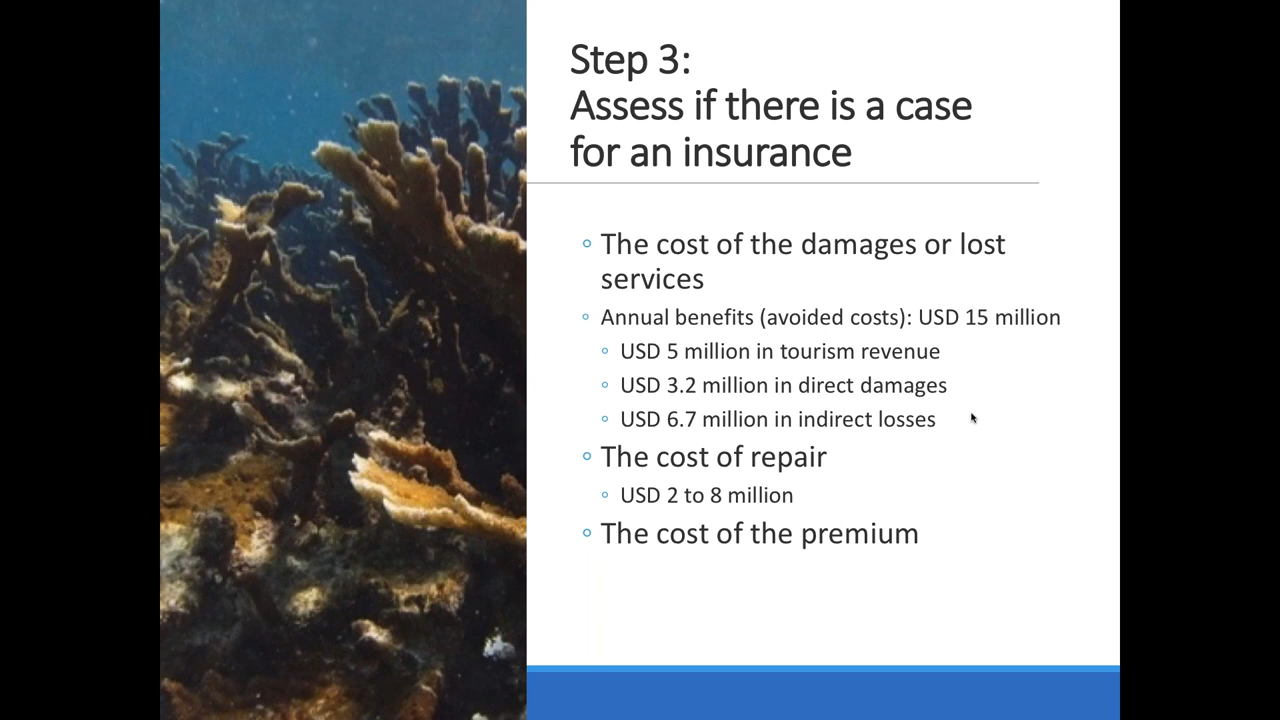 Step 3:
Assess if there is a case
for an insurance
◦ The cost of the damages or lost
services
◦ Annual benefits (avoided costs): USD 15 million
◦ USD 5 million in tourism revenue
◦ USD 3.2 million in direct damages
◦ USD 6.7 million in indirect losses
◦ The cost of repair
◦ USD 2 to 8 million
◦ The cost of the premium